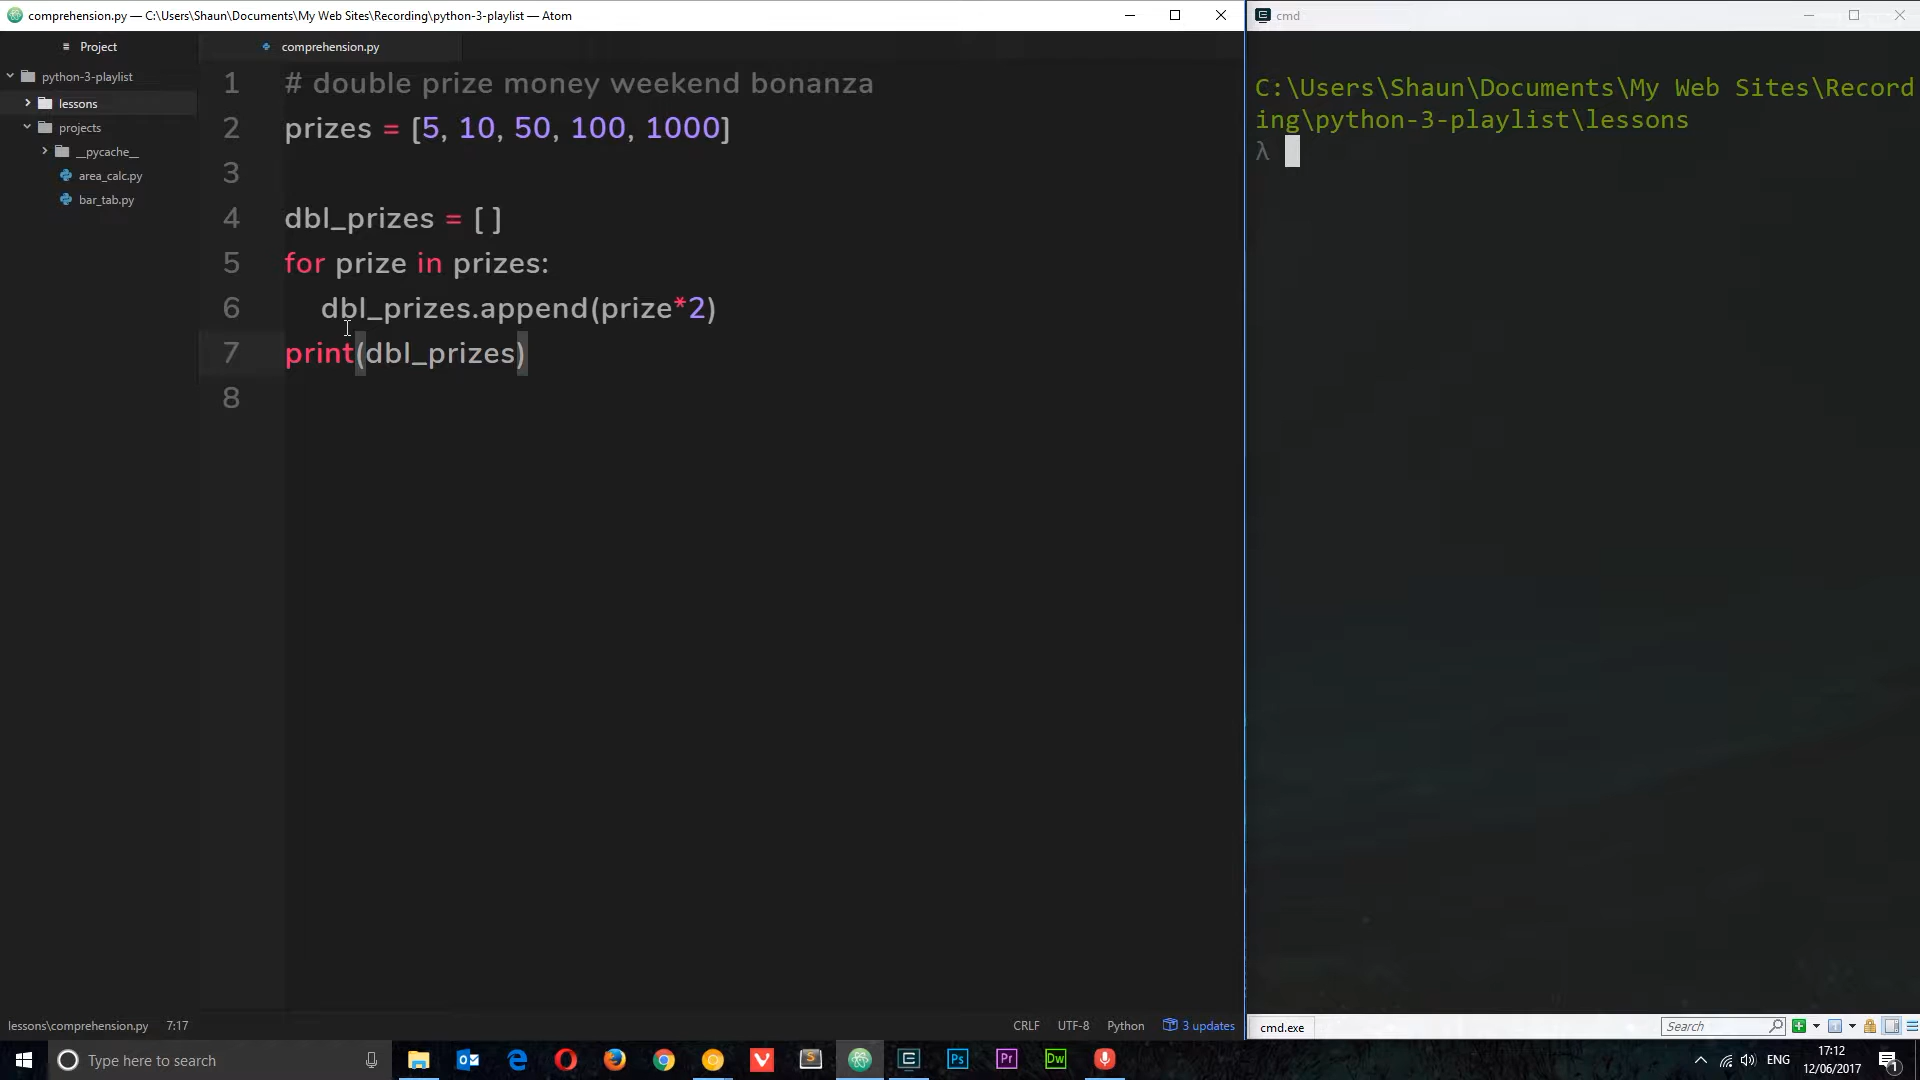 comprehension.py — C:\Users\Shaun\Documents\My Web Sites\Recording\python-3-playlist — Atom
Project
comprehension.py
python-3-playlist
lessons
projects
__pycache__
area_calc.py
bar_tab.py
1 # double prize money weekend bonanza
2 prizes = [5, 10, 50, 100, 1000]
3
4 dbl_prizes = [ ]
5 for prize in prizes:
6 dbl_prizes.append(prize*2)
7 print(dbl_prizes)
8
lessons\comprehension.py 7:17
CRLF UTF-8 Python 3 updates
cmd
C:\Users\Shaun\Documents\My Web Sites\Record
ing\python-3-playlist\lessons
λ
cmd.exe
Search
Type here to search
S
Ps
Pr
Dw
ENG
17:12
12/06/2017
1